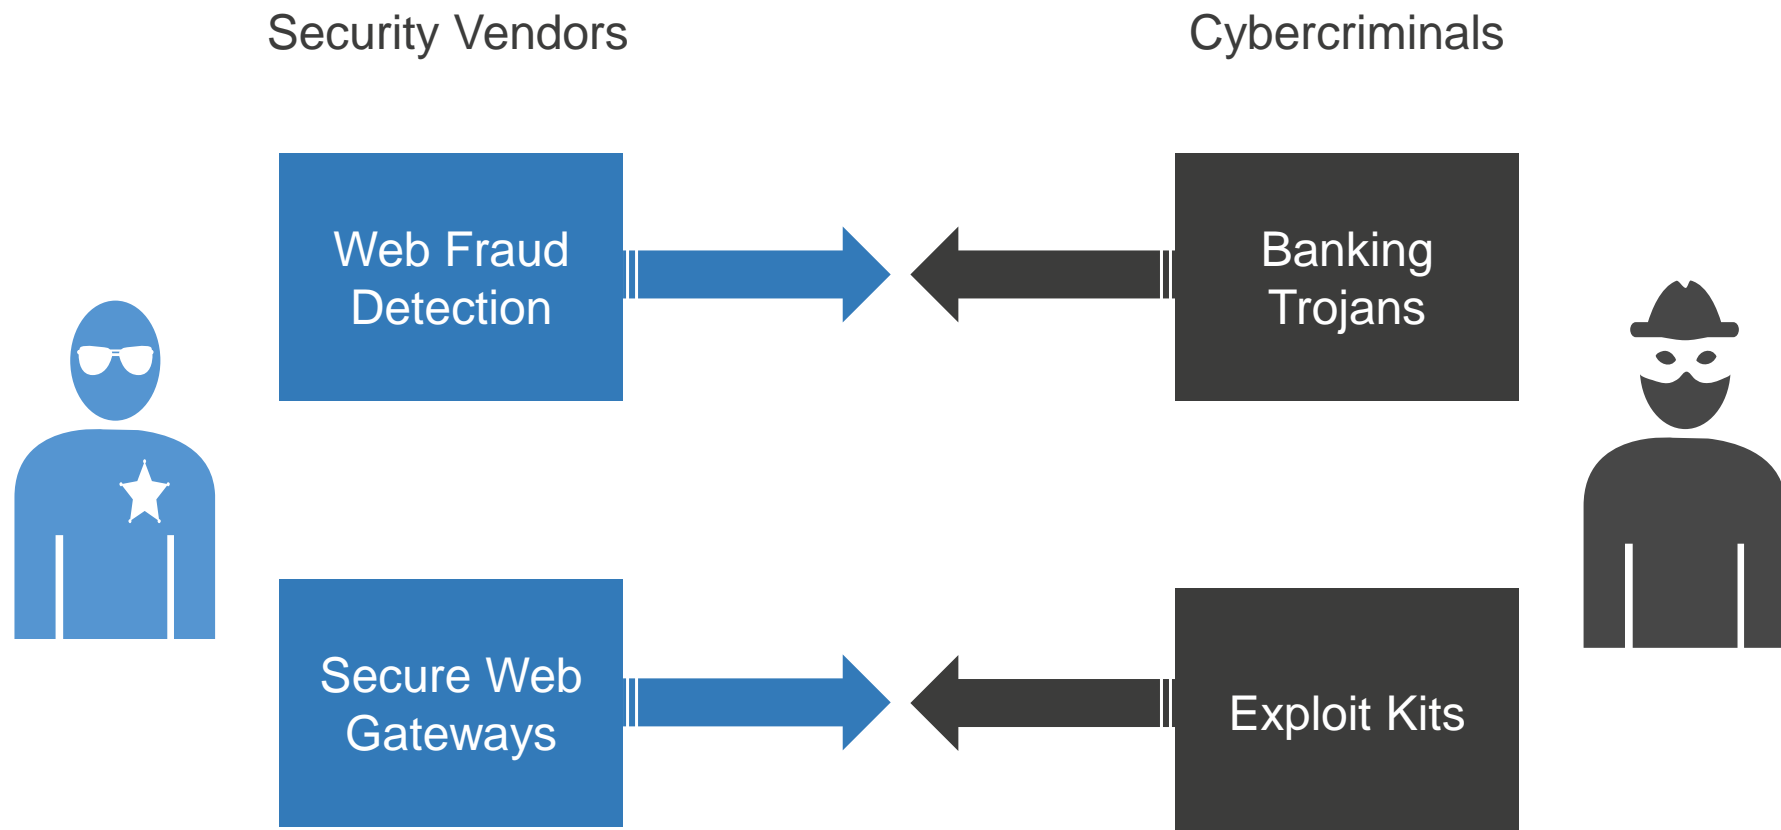 Security Vendors
Cybercriminals
Web Fraud
Detection
Banking
Trojans
Secure Web
Gateways
Exploit Kits